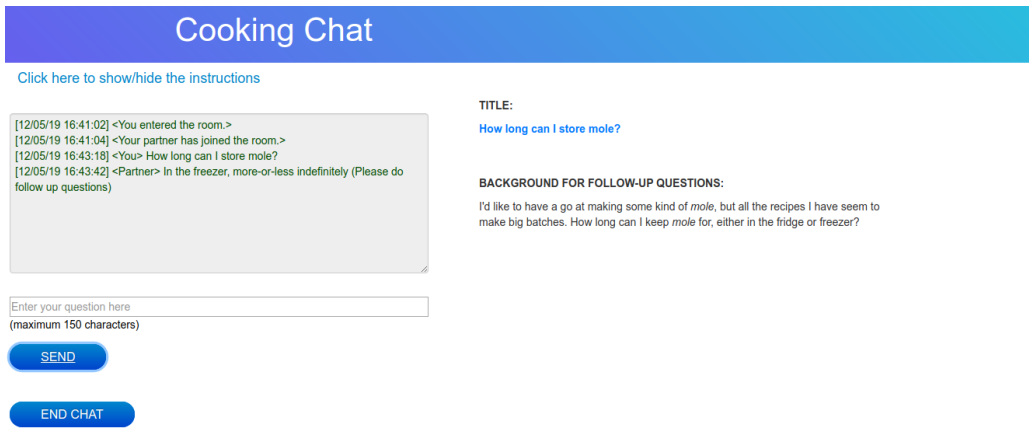 Cooking Chat
Click here to show/hide the instructions
[12/05/19 16:41:02] <You entered the room.>
[12/05/19 16:41:04] <Your partner has joined the room.>
[12/05/19 16:43:18] <You> How long can I store mole?
[12/05/19 16:43:42] <Partner> In the freezer, more-or-less indefinitely (Please do
follow up questions)
Enter your question here
(maximum 150 characters)
SEND
END CHAT
TITLE:
How long can I store mole?
BACKGROUND FOR FOLLOW-UP QUESTIONS:
I'd like to have a go at making some kind of mole, but all the recipes I have seem to
make big batches. How long can I keep mole for, either in the fridge or freezer?